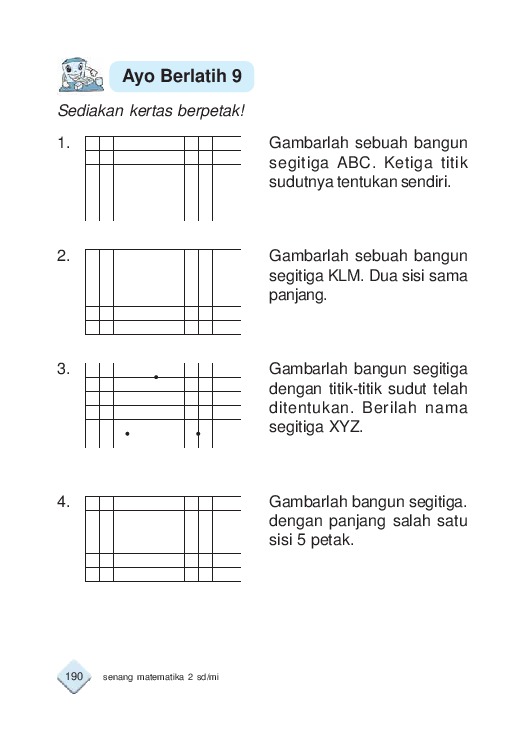 Ayo Berlatih 9
Sediakan kertas berpetak!
1.
Gambarlah sebuah bangun
segitiga ABC. Ketiga titik
sudutnya tentukan sendiri.
2.
Gambarlah sebuah bangun
segitiga KLM. Dua sisi sama
panjang.
3.
Gambarlah bangun segitiga
dengan titik-titik sudut telah
ditentukan. Berilah nama
segitiga XYZ.
4.
Gambarlah bangun segitiga.
dengan panjang salah satu
sisi 5 petak.
190
senang matematika 2 sd/mi